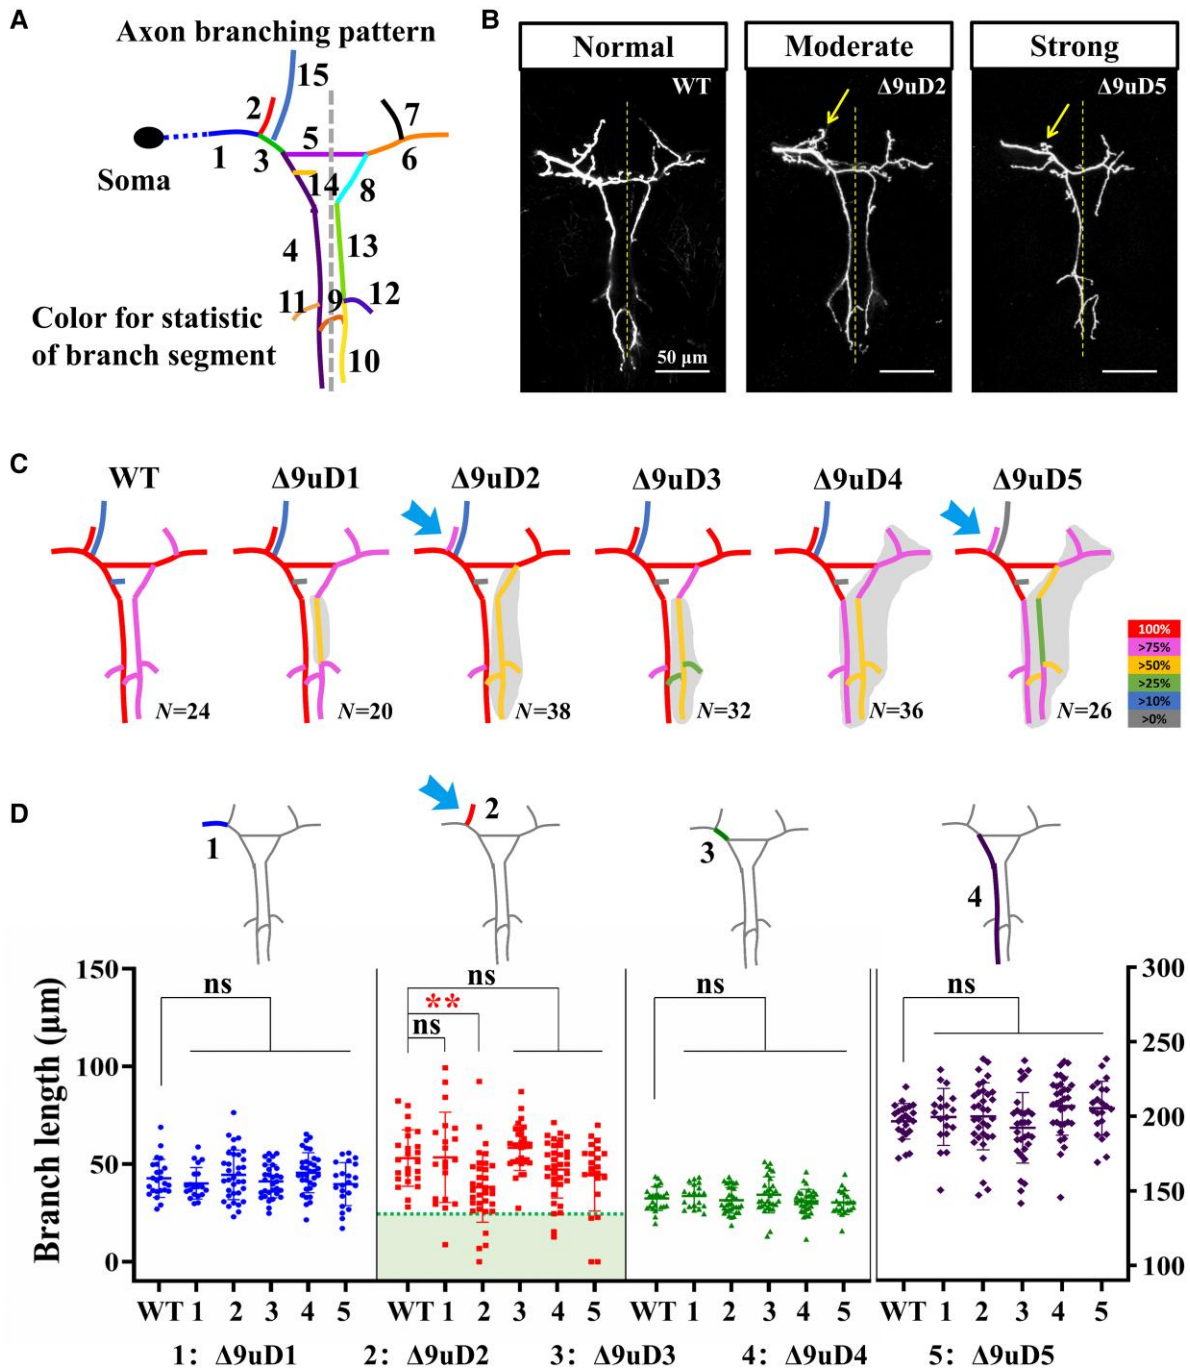 A
Axon branching pattern
15
2
7
5
6
1
3
Soma
14
8
4
13
11
9
12
Color for statistic
of branch segment
10
B
Normal
Moderate
Strong
WT
Δ9uD2
Δ9uD5
50 μm
C
WT
Δ9uD1
Δ9uD2
Δ9uD3
Δ9uD4
Δ9uD5
100%
>75%
>50%
>25%
>10%
>0%
N=24
N=20
N=38
N=32
N=36
N=26
D
1
2
3
4
Branch length (μm)
150
100
50
0
ns
ns
**
ns
ns
ns
300
250
200
150
100
WT 1 2 3 4 5
WT 1 2 3 4 5
WT 1 2 3 4 5
WT 1 2 3 4 5
1: Δ9uD1
2: Δ9uD2
3: Δ9uD3
4: Δ9uD4
5: Δ9uD5